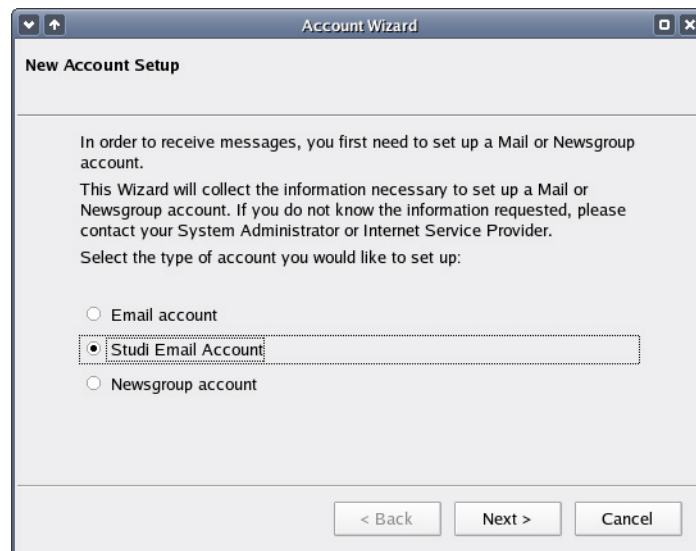 Account Wizard
New Account Setup
In order to receive messages, you first need to set up a Mail or Newsgroup
account.
This Wizard will collect the information necessary to set up a Mail or
Newsgroup account. If you do not know the information requested, please
contact your System Administrator or Internet Service Provider.
Select the type of account you would like to set up:
Email account
Studi Email Account
Newsgroup account
< Back Next > Cancel